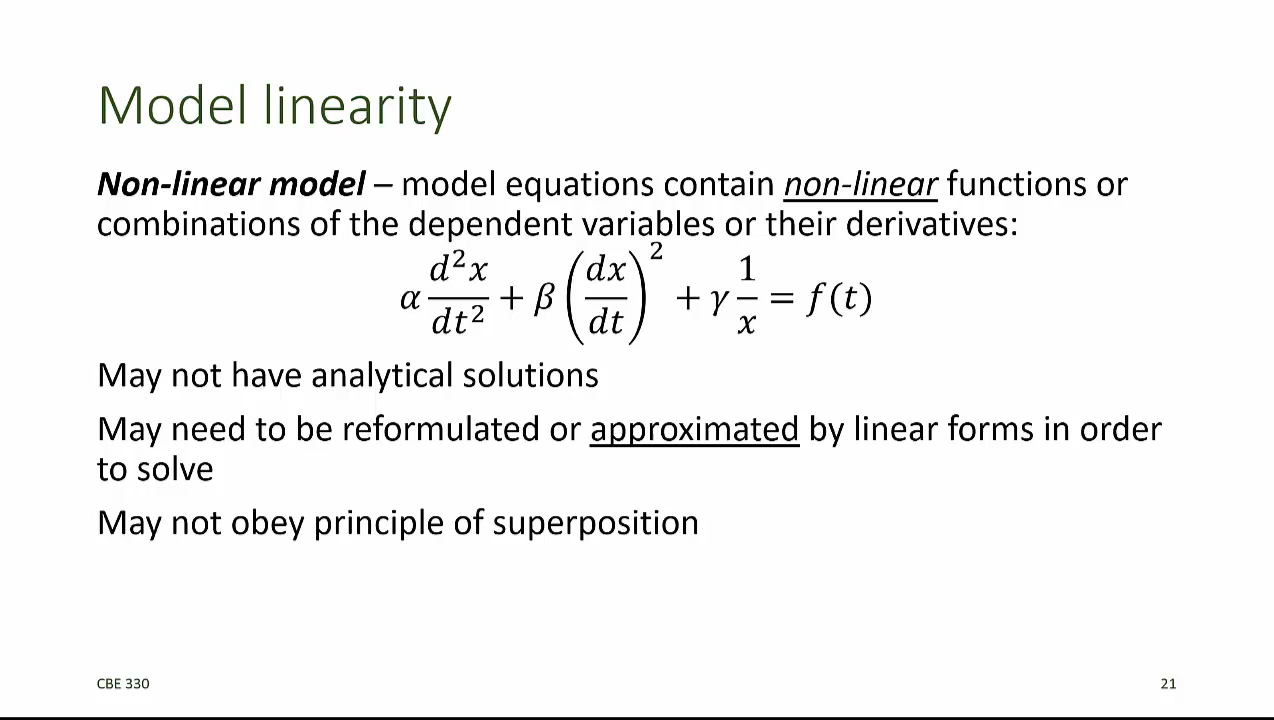 Model linearity
Non-linear model – model equations contain non-linear functions or
combinations of the dependent variables or their derivatives:
α d²x/dt² + β (dx/dt)² + γ 1/x = f(t)
May not have analytical solutions
May need to be reformulated or approximated by linear forms in order
to solve
May not obey principle of superposition
CBE 330
21